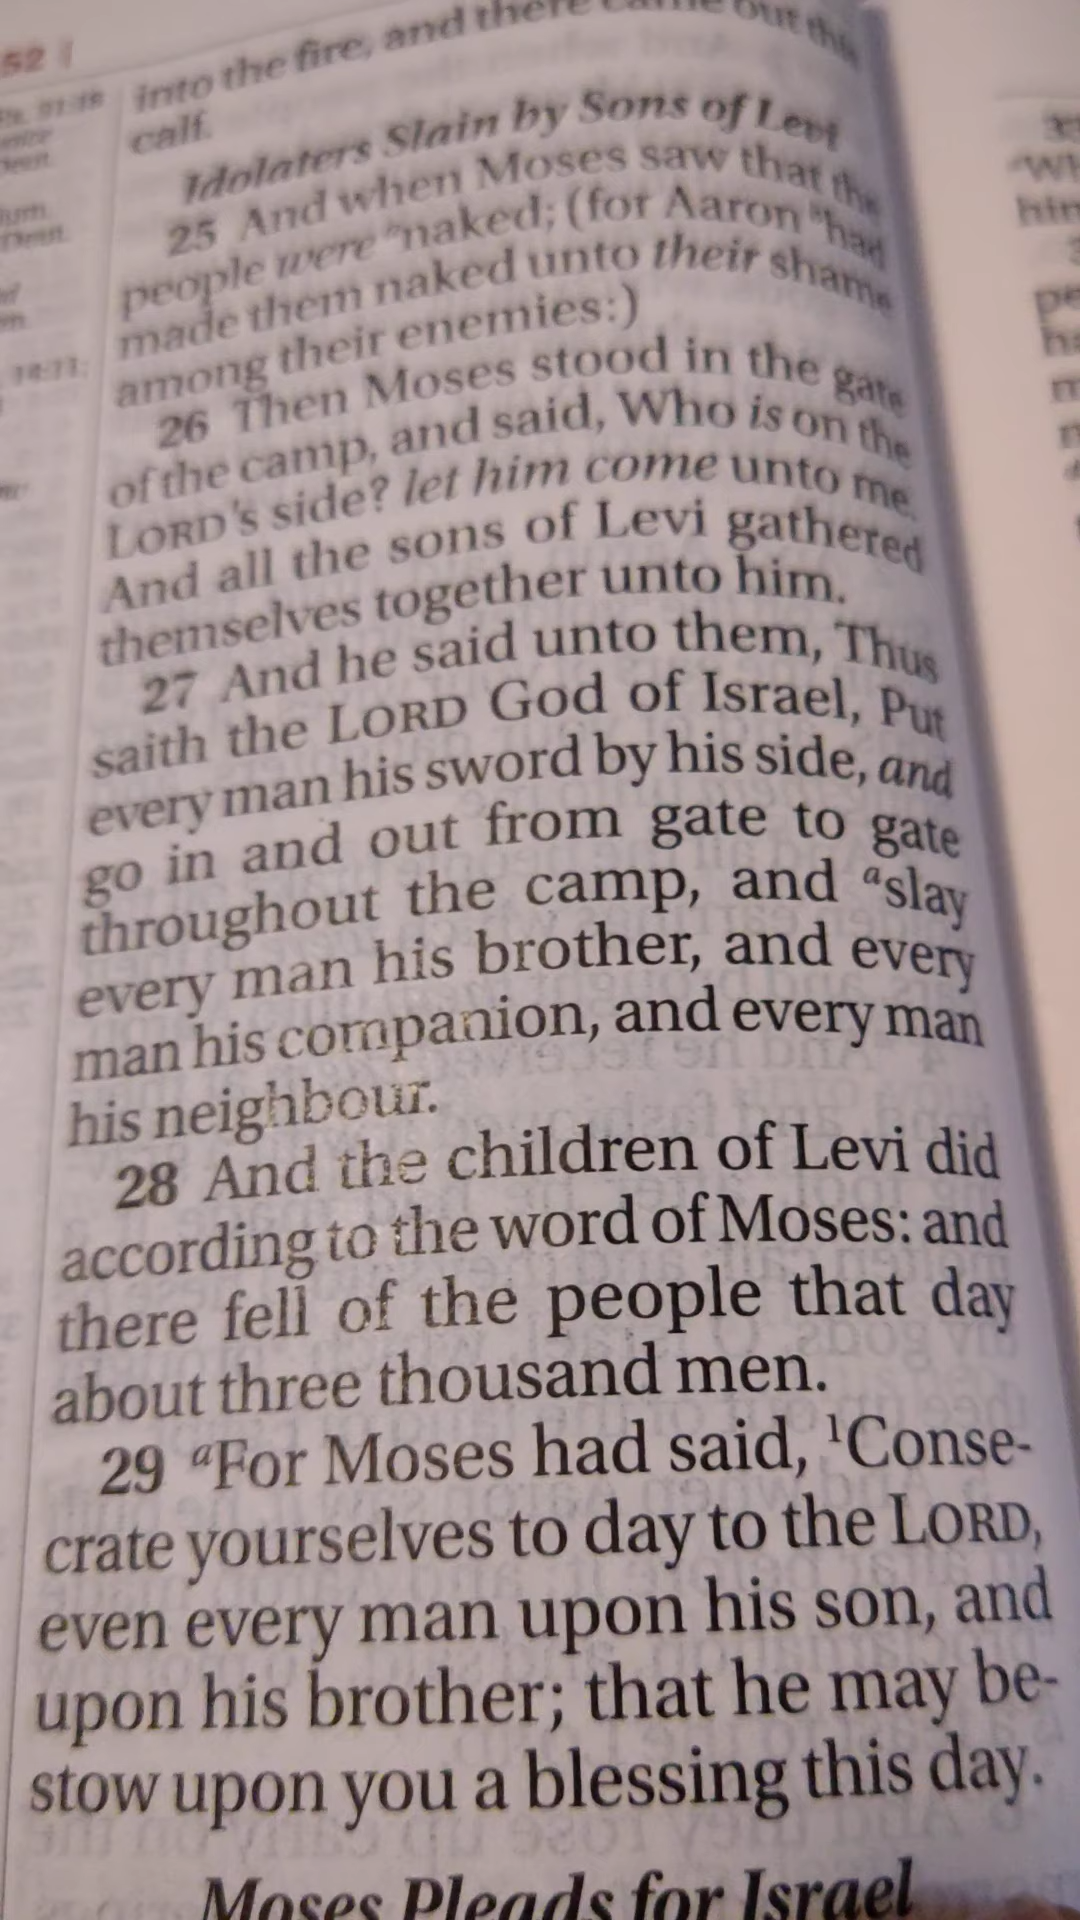 52
into the fire, and there came out this
calf.
Idolaters Slain by Sons of Levi
25 And when Moses saw that the
people were ᵃnaked; (for Aaron ᵇhad
made them naked unto their shame
among their enemies:)
26 Then Moses stood in the gate
of the camp, and said, Who is on the
LORD's side? let him come unto me.
And all the sons of Levi gathered
themselves together unto him.
27 And he said unto them, Thus
saith the LORD God of Israel, Put
every man his sword by his side, and
go in and out from gate to gate
throughout the camp, and ᵃslay
every man his brother, and every
man his companion, and every man
his neighbour.
28 And the children of Levi did
according to the word of Moses: and
there fell of the people that day
about three thousand men.
29 ᵃFor Moses had said, ¹Conse-
crate yourselves to day to the LORD,
even every man upon his son, and
upon his brother; that he may be-
stow upon you a blessing this day.
Moses Pleads for Israel